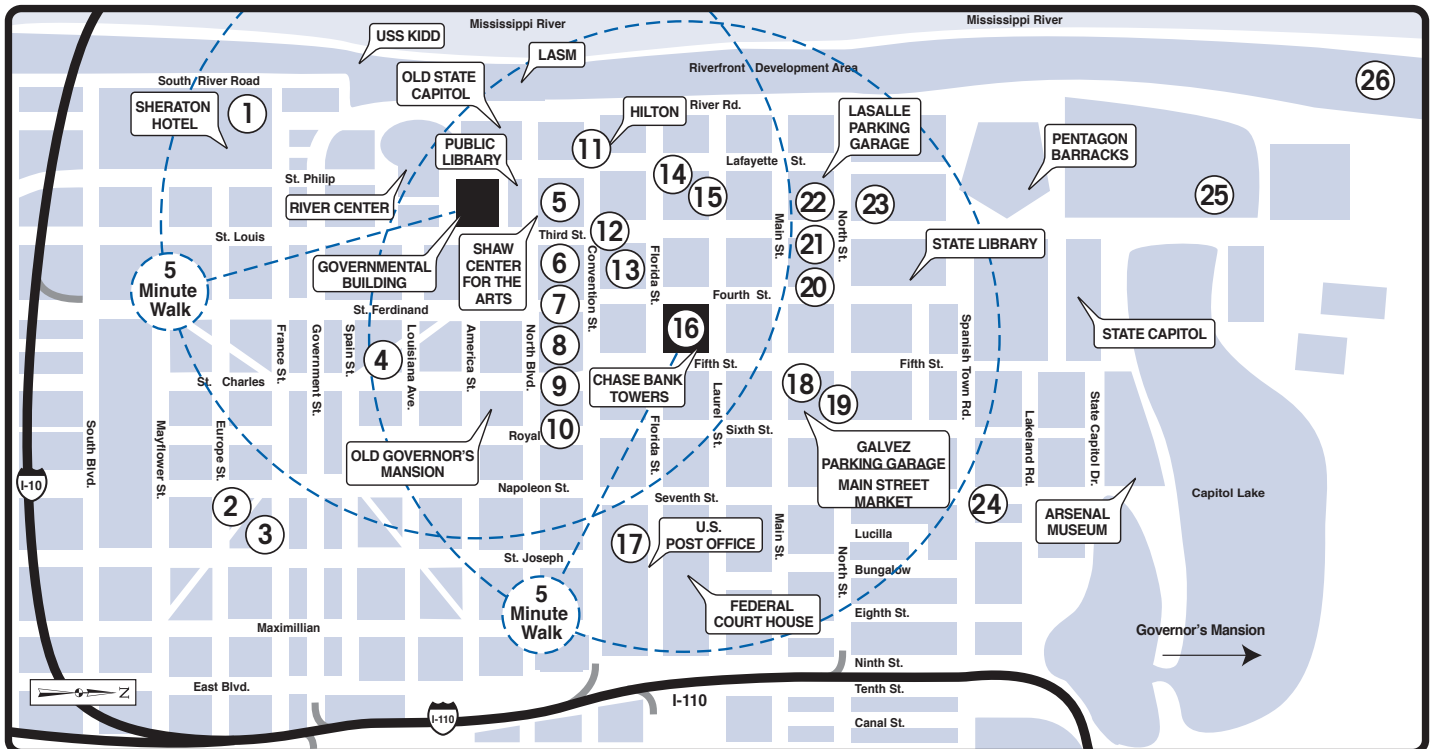 Mississippi River
Mississippi River
USS KIDD
LASM
Riverfront Development Area
26
South River Road
OLD STATE
CAPITOL
SHERATON
HOTEL
1
HILTON
River Rd.
LASALLE
PARKING
GARAGE
PUBLIC
LIBRARY
11
PENTAGON
BARRACKS
Lafayette St.
St. Philip
14
15
RIVER CENTER
5
22
23
25
12
Third St.
St. Louis
Main St.
North St.
21
STATE LIBRARY
SHAW
CENTER
FOR THE
ARTS
GOVERNMENTAL
BUILDING
6
Convention St.
13
Florida St.
5
Minute
Walk
20
Fourth St.
7
St. Ferdinand
16
STATE CAPITOL
France St.
Government St.
Spain St.
4
Louisiana Ave.
America St.
North Blvd.
8
Spanish Town Rd.
Fifth St.
Fifth St.
CHASE BANK
TOWERS
St. Charles
9
18
19
Laurel St.
South Blvd.
Mayflower St.
Europe St.
Royal
10
Florida St.
Sixth St.
Lakeland Rd.
State Capitol Dr.
OLD GOVERNOR'S
MANSION
GALVEZ
PARKING GARAGE
MAIN STREET
MARKET
I-10
Napoleon St.
Seventh St.
2
3
24
Capitol Lake
ARSENAL
MUSEUM
17
U.S.
POST OFFICE
Main St.
North St.
Lucilla
St. Joseph
Bungalow
5
Minute
Walk
FEDERAL
COURT HOUSE
Eighth St.
Maximillian
Governor's Mansion
Ninth St.
N
East Blvd.
I-110
Tenth St.
I-110
Canal St.